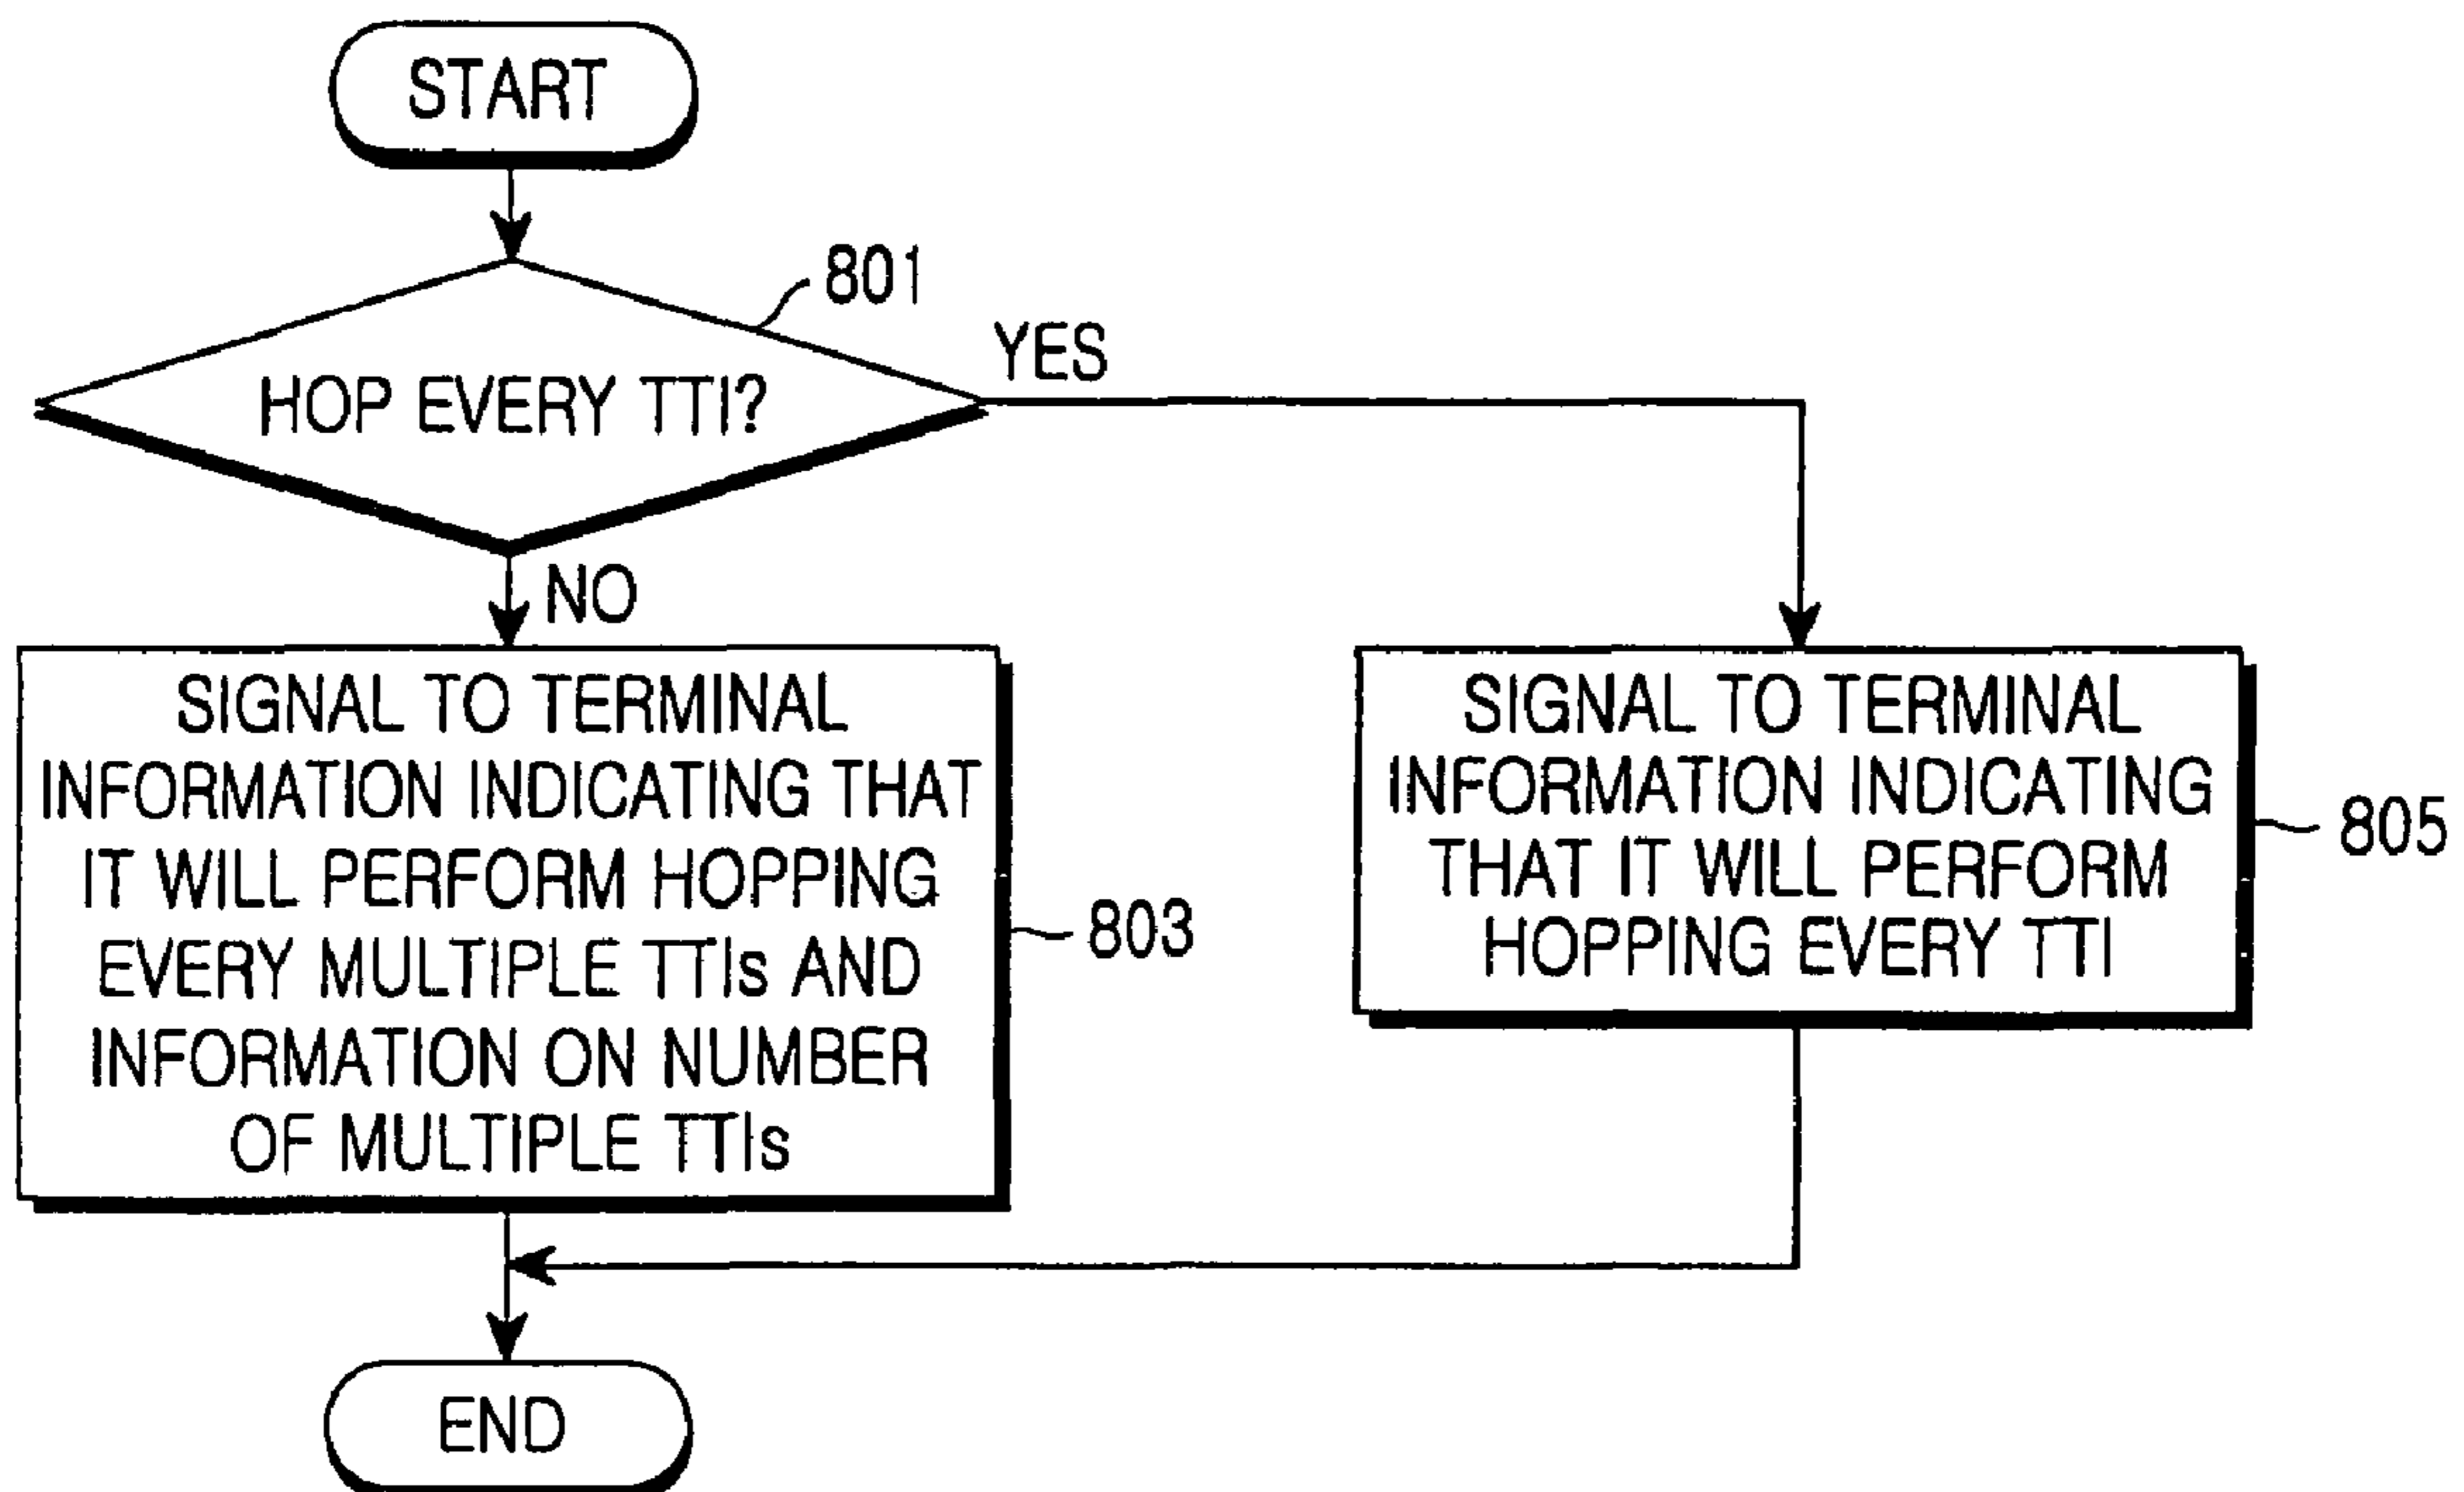 START
801
YES
HOP EVERY TTI?
NO
SIGNAL TO TERMINAL
INFORMATION INDICATING THAT
IT WILL PERFORM HOPPING
EVERY MULTIPLE TTIs AND
INFORMATION ON NUMBER
OF MULTIPLE TTIs
803
SIGNAL TO TERMINAL
INFORMATION INDICATING
THAT IT WILL PERFORM
HOPPING EVERY TTI
805
END